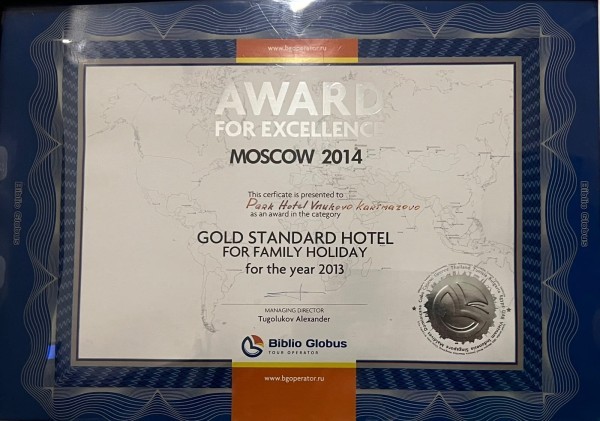 www.bgoperator.ru
AWARD
FOR EXCELLENCE
MOSCOW 2014
This cerficate is presented to
Park Hotel Vnukovo
as an award in the category
GOLD STANDARD HOTEL
FOR FAMILY HOLIDAY
for the year 2013
MANAGING DIRECTOR
Tugolukov Alexander
Biblio Globus
TOUR OPERATOR
www.bgoperator.ru
Biblio Globus
Biblio Globus